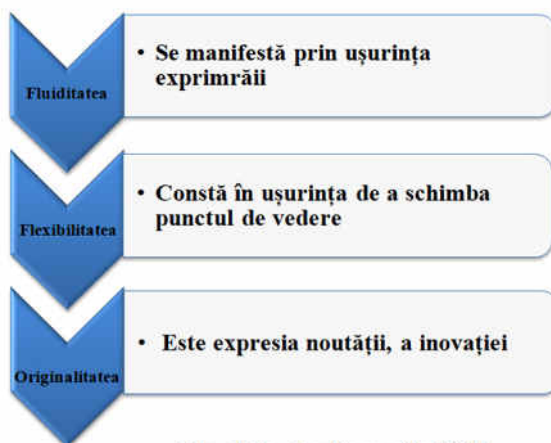 Fluiditatea
• Se manifestă prin ușurința
exprimrăii
Flexibilitatea
• Constă în ușurința de a schimba
punctul de vedere
Originalitatea
• Este expresia noutății, a inovației